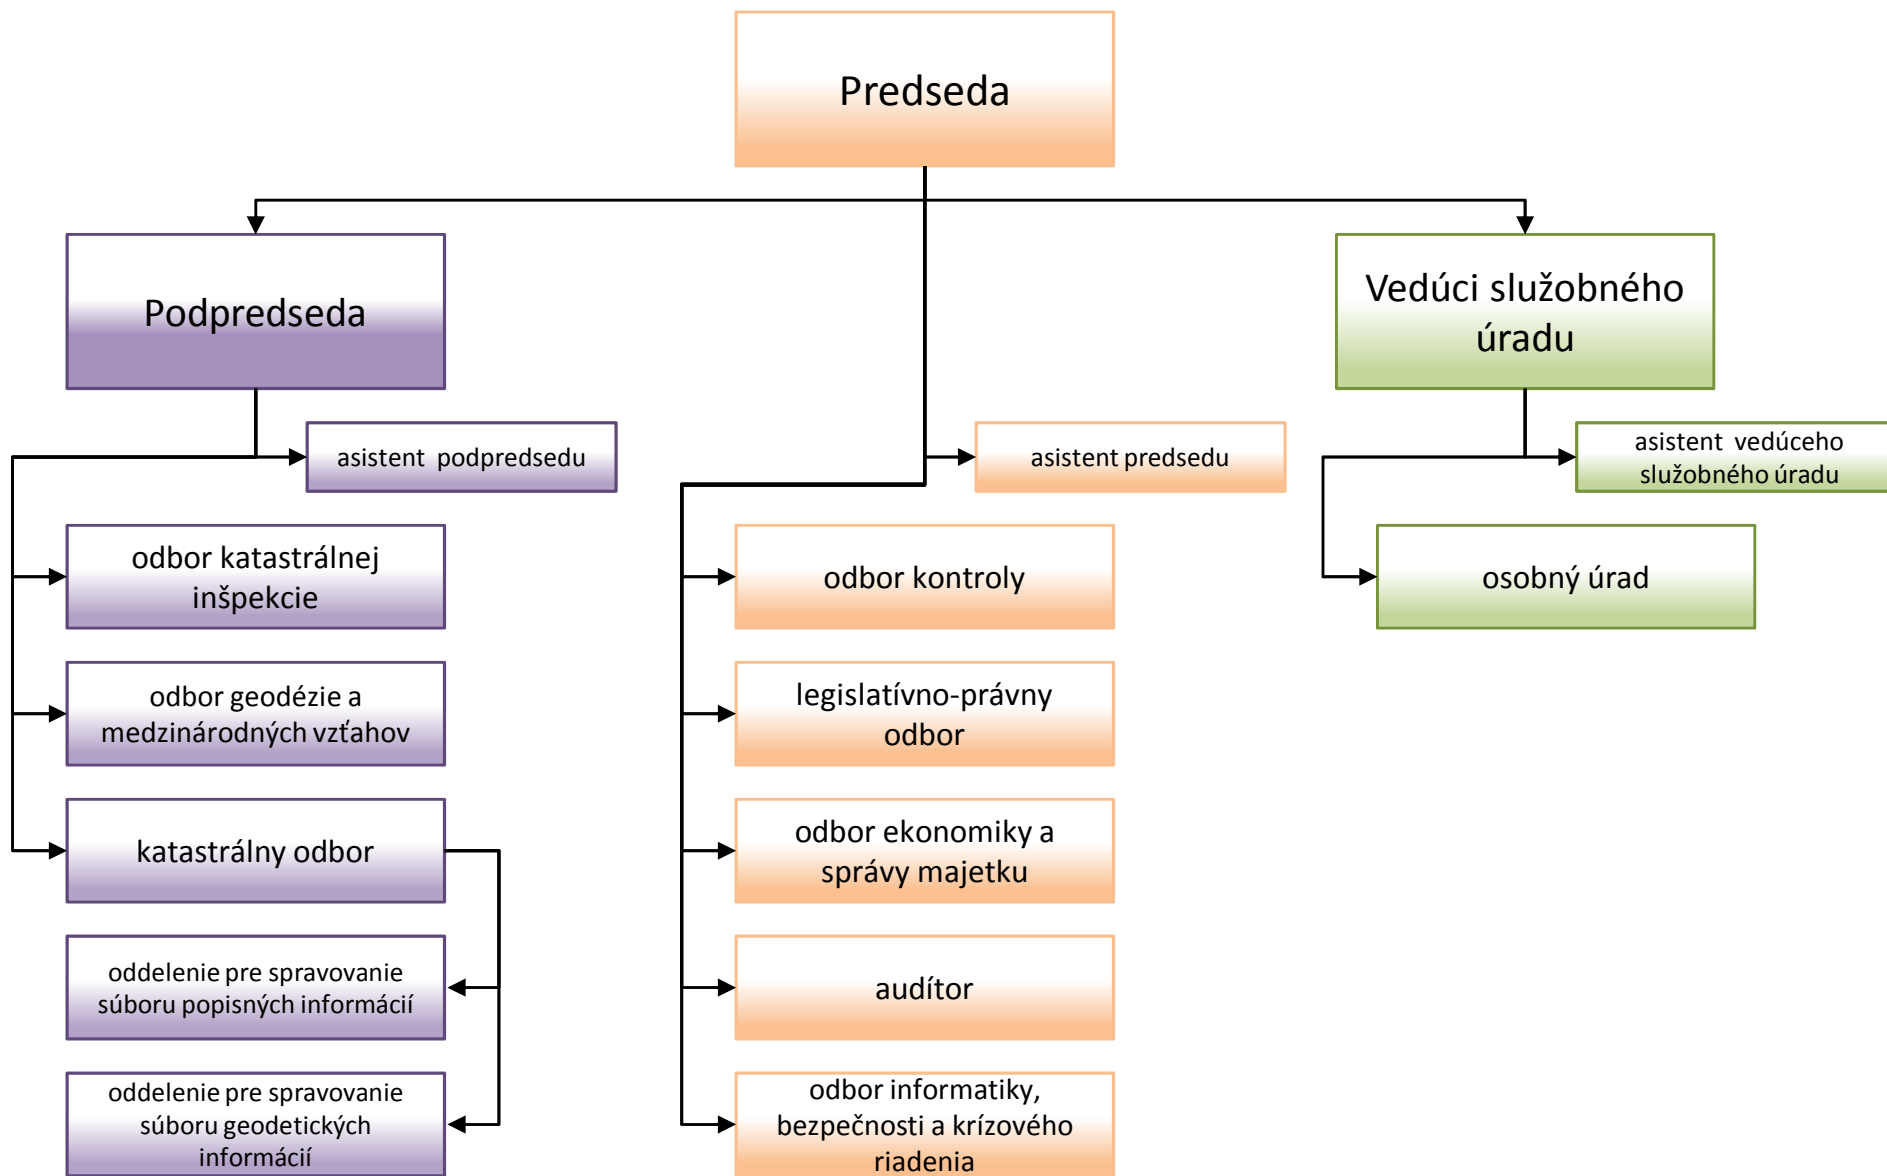 Predseda
Podpredseda
Vedúci služobného
úradu
asistent podpredsedu
asistent predsedu
asistent vedúceho
služobného úradu
odbor katastrálnej
inšpekcie
odbor kontroly
osobný úrad
odbor geodézie a
medzinárodných vzťahov
legislatívno-právny
odbor
katastrálny odbor
odbor ekonomiky a
správy majetku
oddelenie pre spravovanie
súboru popisných informácií
audítor
oddelenie pre spravovanie
súboru geodetických
informácií
odbor informatiky,
bezpečnosti a krízového
riadenia